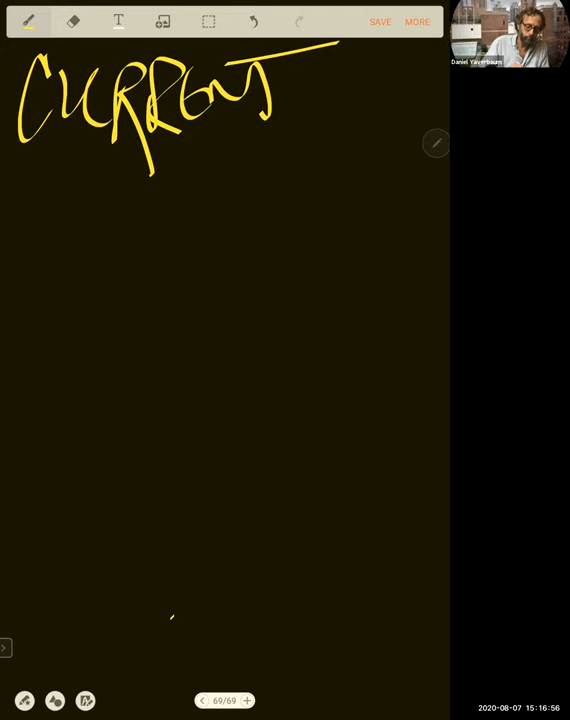 T SAVE MORE
Daniel Yaverbaum
CURRENT
69/69
2020-08-07 15:16:56